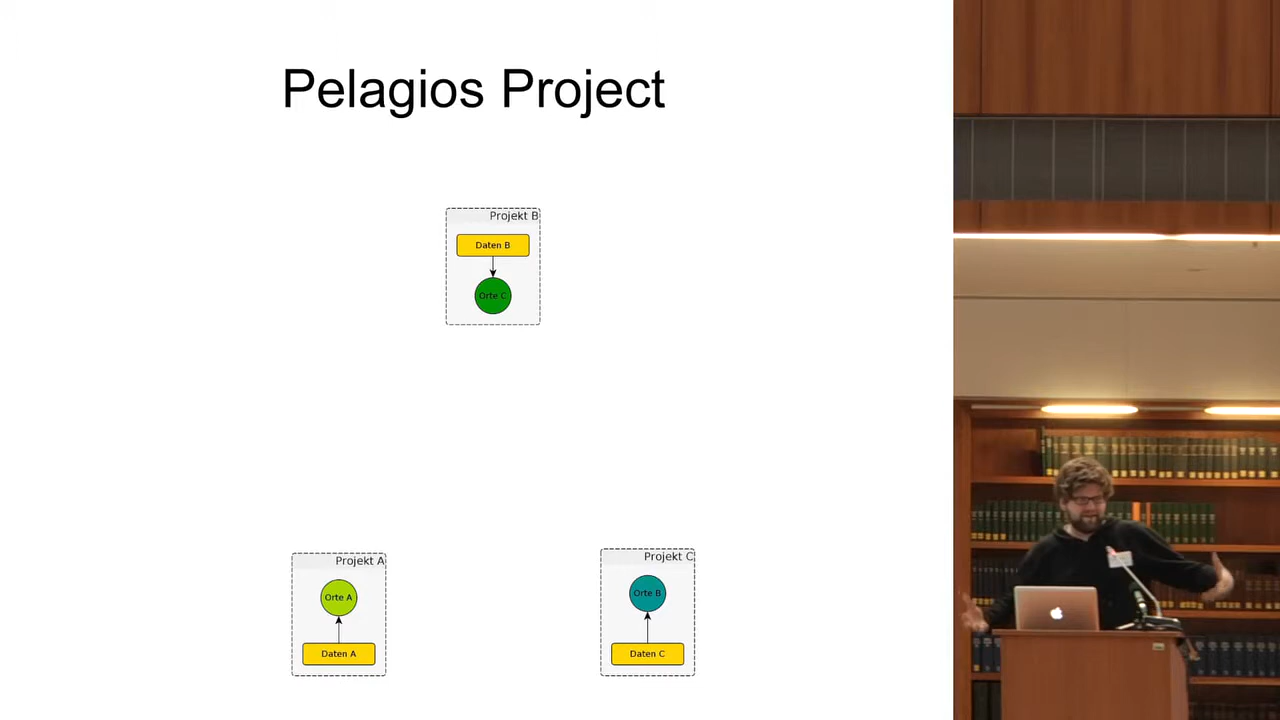 Pelagios Project
Projekt B
Daten B
Orte C
Projekt A
Orte A
Daten A
Projekt C
Orte B
Daten C